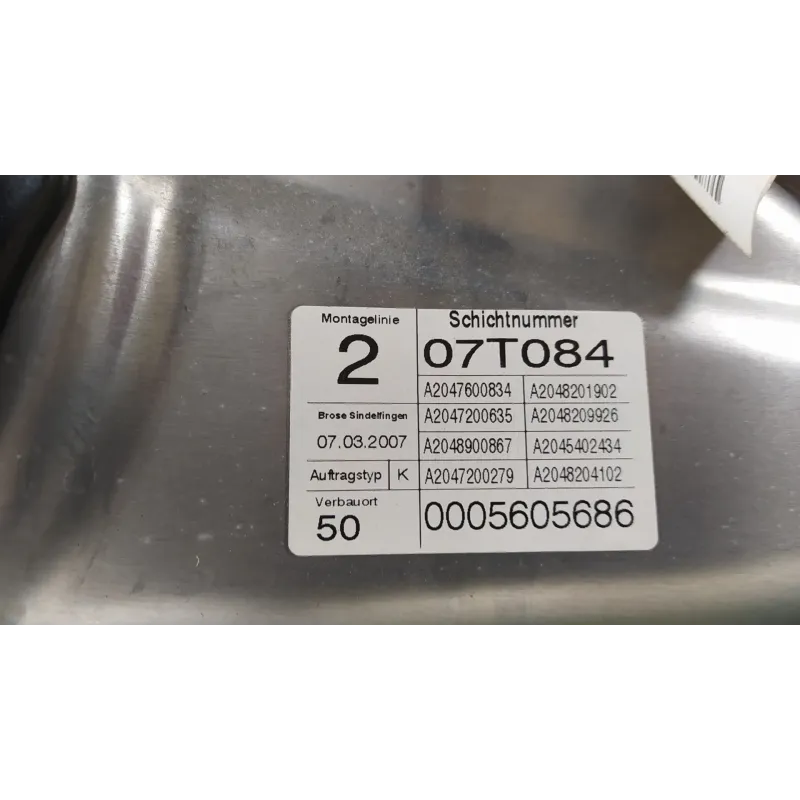 Montagelinie Schichtnummer
2 07T084
A2047600834 A2048201902
Brose Sindelfingen A2047200635 A2048209926
07.03.2007 A2048900867 A2045402434
Auftragstyp K A2047200279 A2048204102
Verbauort
50 0005605686